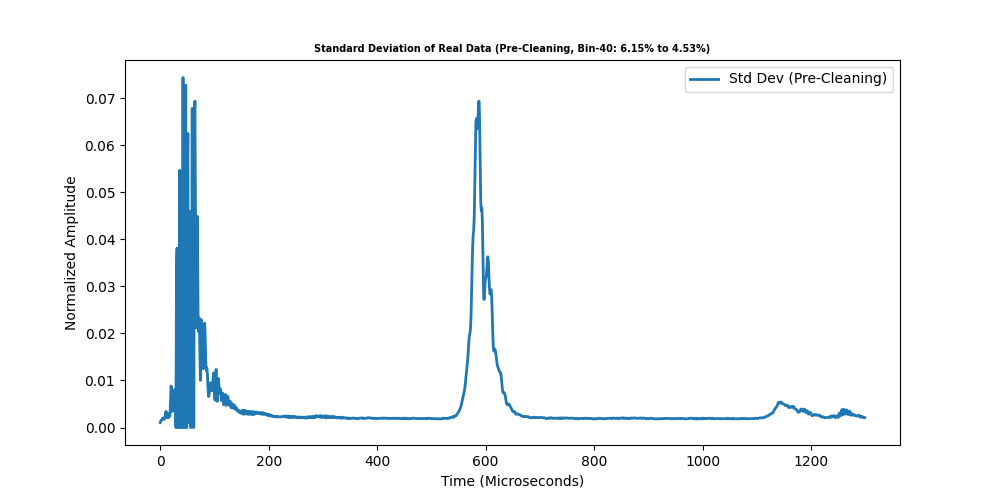 Standard Deviation of Real Data (Pre-Cleaning, Bin-40: 6.15% to 4.53%)
Std Dev (Pre-Cleaning)
Normalized Amplitude
0.07
0.06
0.05
0.04
0.03
0.02
0.01
0.00
0 200 400 600 800 1000 1200
Time (Microseconds)